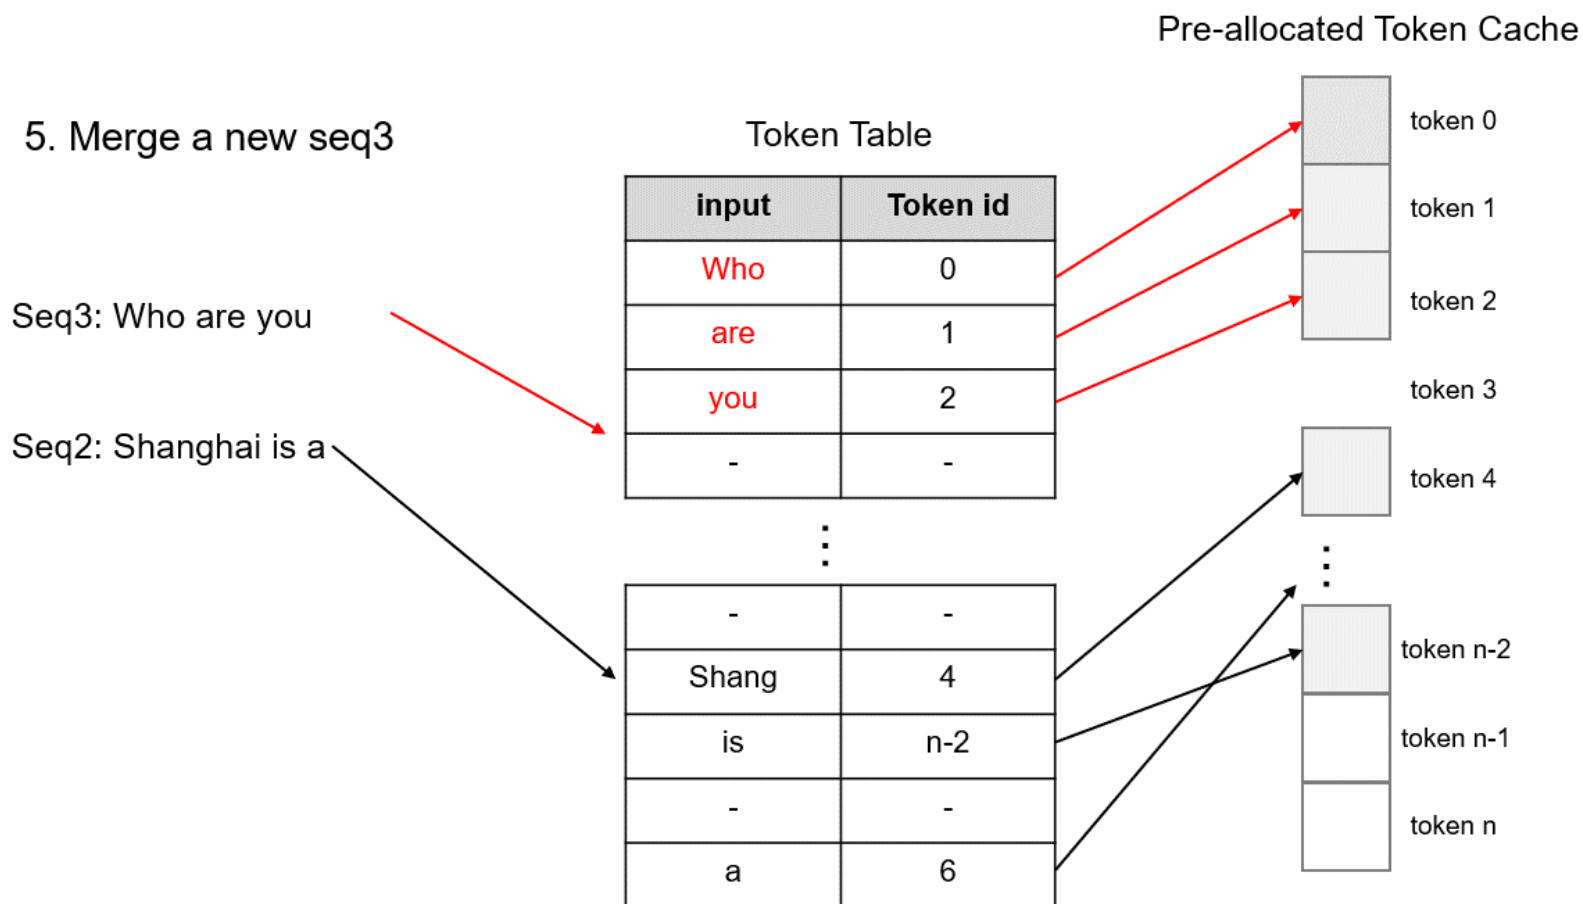 Pre-allocated Token Cache
5. Merge a new seq3
Token Table
input Token id
Who 0
are 1
you 2
- -
Seq3: Who are you
Seq2: Shanghai is a
- -
Shang 4
is n-2
- -
a 6
token 0
token 1
token 2
token 3
token 4
token n-2
token n-1
token n